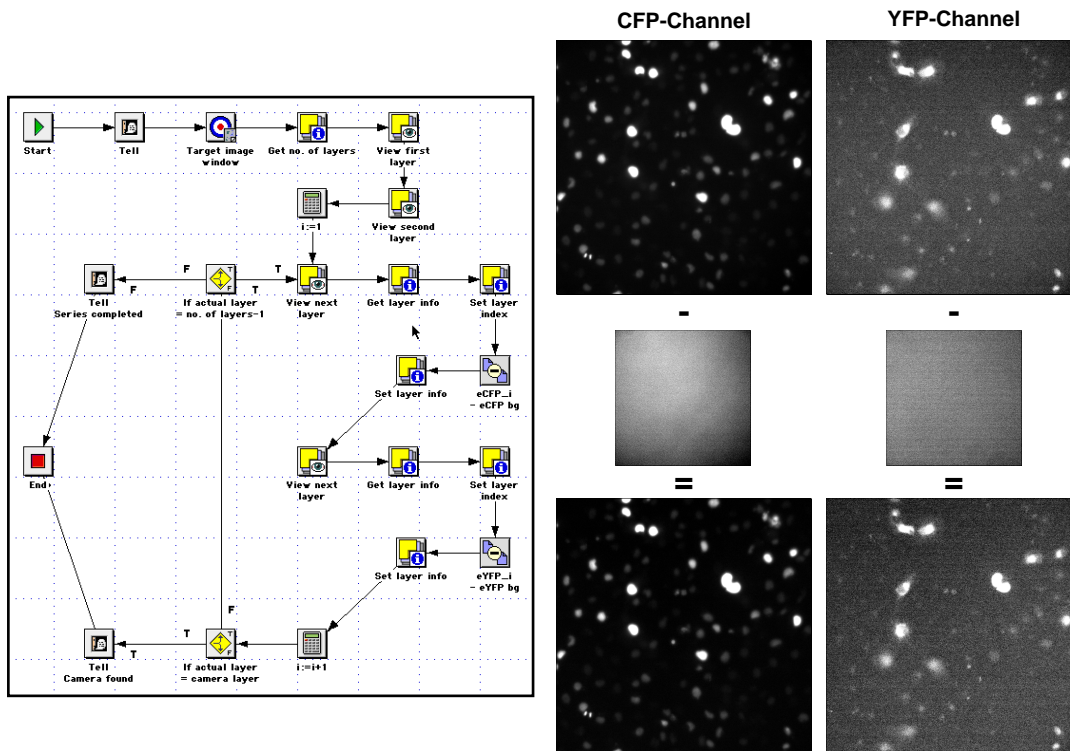 CFP-Channel
YFP-Channel
Start
Tell
Target image
window
Get no. of layers
View first
layer
i:=1
View second
layer
F
T
Tell
Series completed
F
If actual layer
= no. of layers-1
T
View next
layer
Get layer info
Set layer
index
-
-
Set layer info
eCFP_i
- eCFP bg
End
View next
layer
Get layer info
Set layer
index
=
=
Set layer info
eYFP_i
- eYFP bg
F
T
Tell
Camera found
T
If actual layer
= camera layer
i:=i+1